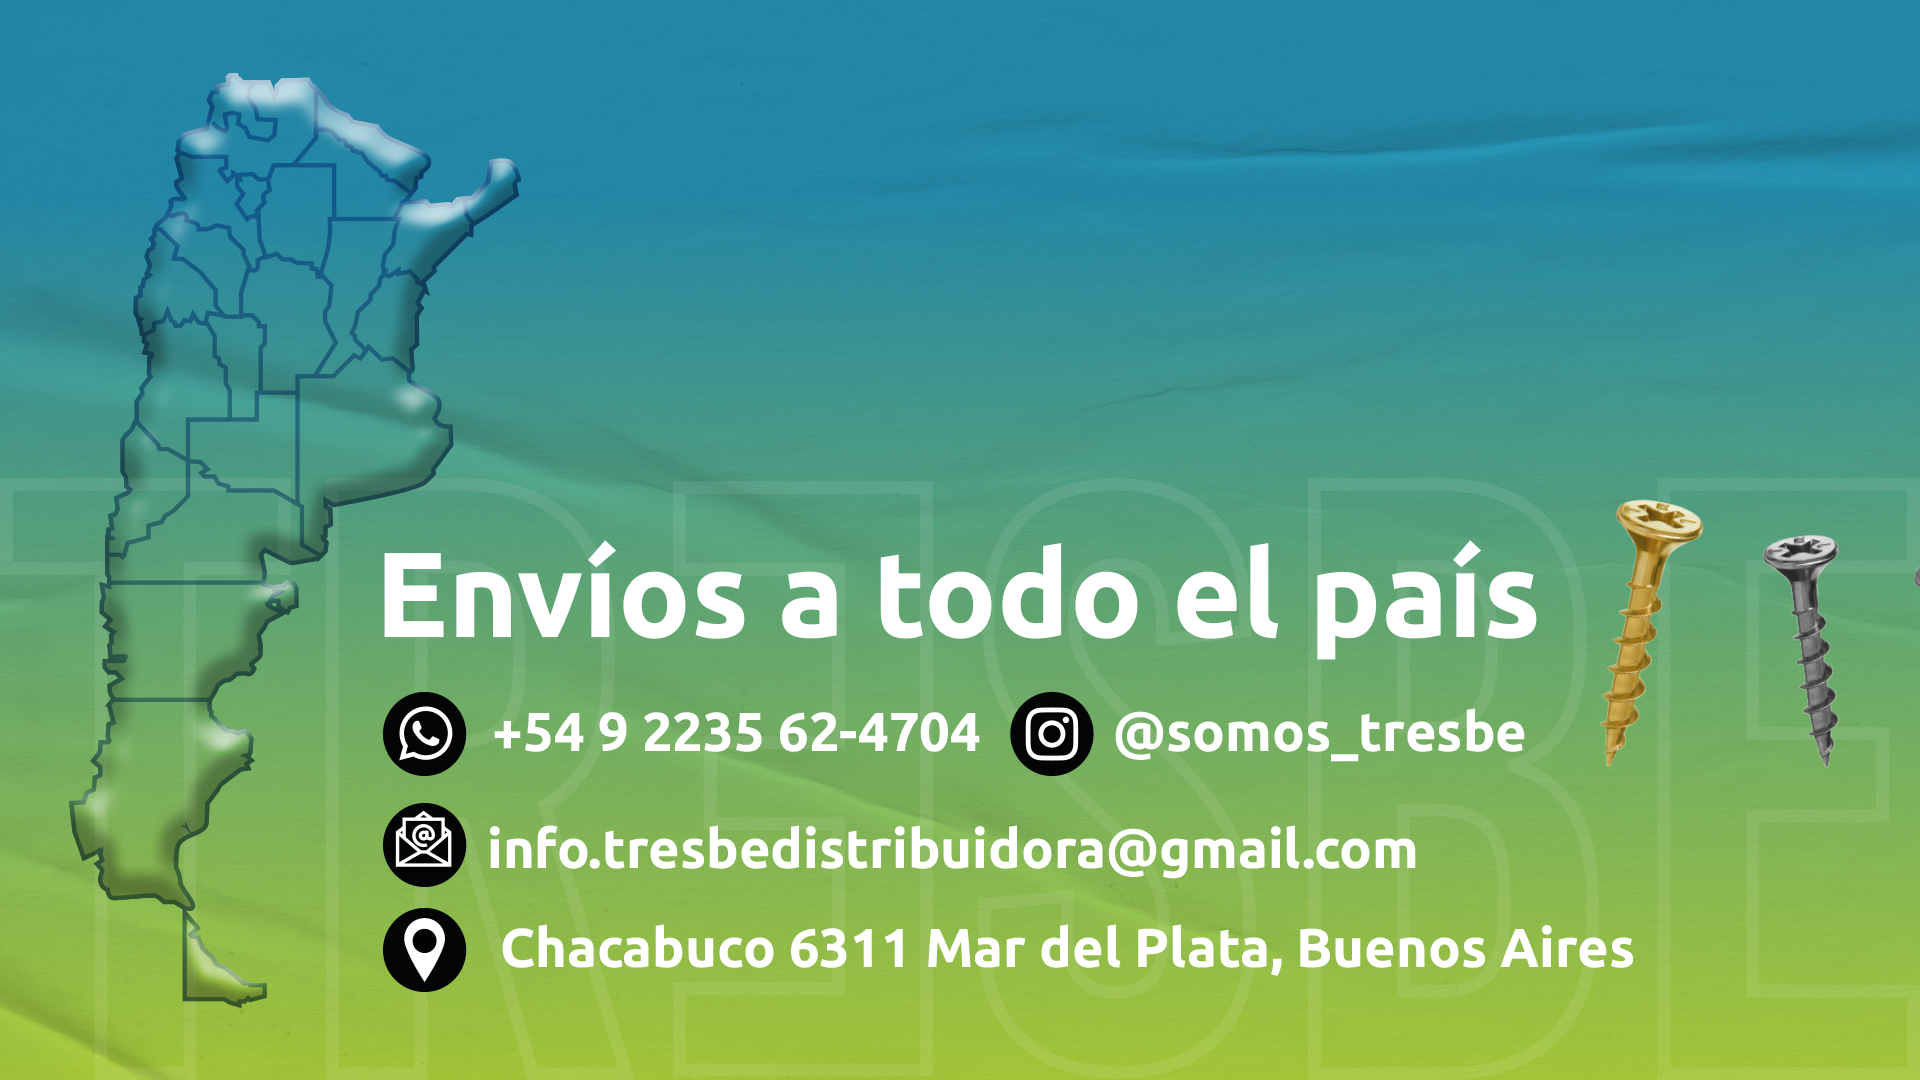 Envíos a todo el país
+54 9 2235 62-4704 @somos_tresbe
info.tresbedistribuidora@gmail.com
Chacabuco 6311 Mar del Plata, Buenos Aires
TRESBE